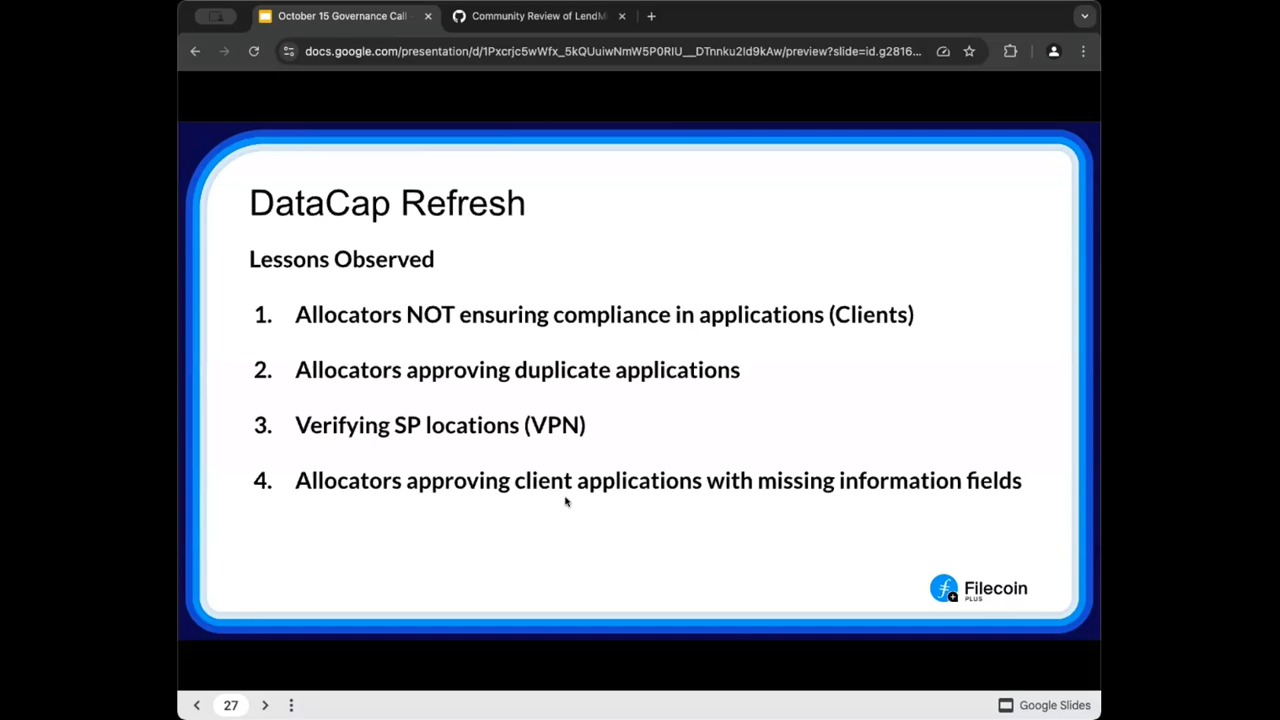 October 15 Governance Call
Community Review of LendM
docs.google.com/presentation/d/1Pxcrjc5wWfx_5kQUuiwNmW5P0RIU__DTnnku2Id9kAw/preview?slide=id.g2816...
DataCap Refresh
Lessons Observed
1. Allocators NOT ensuring compliance in applications (Clients)
2. Allocators approving duplicate applications
3. Verifying SP locations (VPN)
4. Allocators approving client applications with missing information fields
Filecoin
PLUS
27
Google Slides